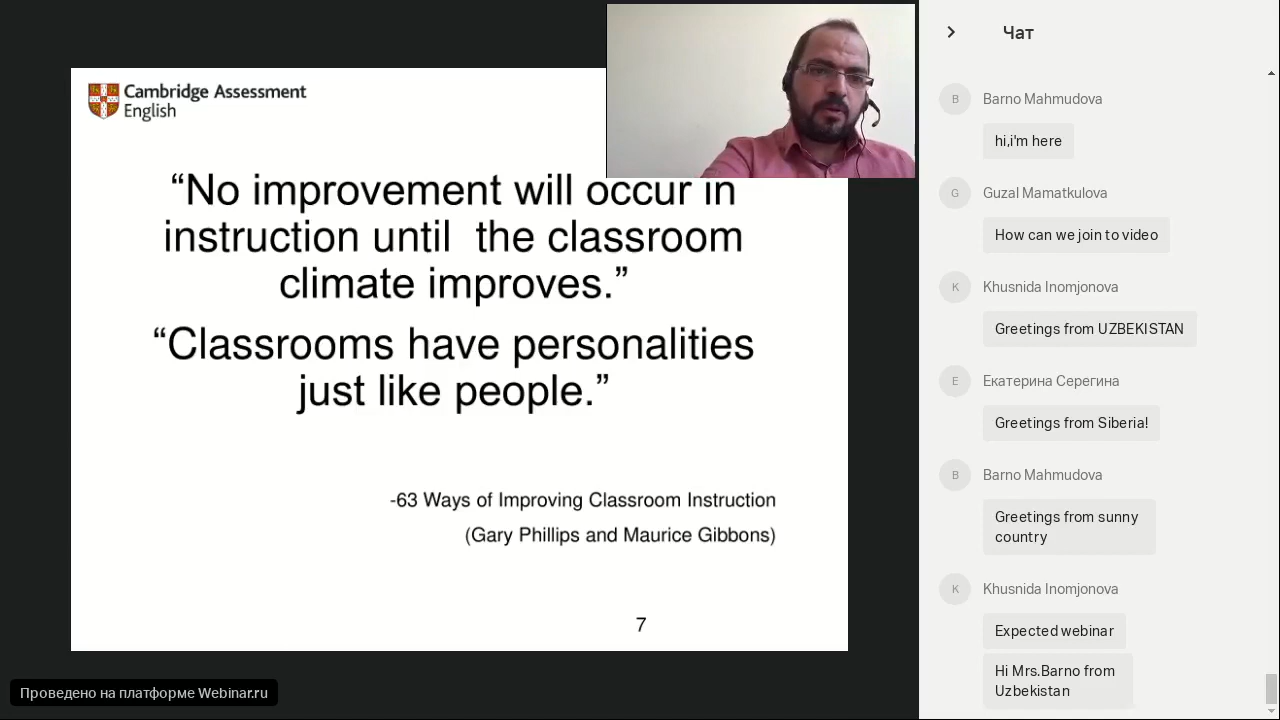 Cambridge Assessment
English
“No improvement will occur in
instruction until the classroom
climate improves.”
“Classrooms have personalities
just like people.”
-63 Ways of Improving Classroom Instruction
(Gary Phillips and Maurice Gibbons)
7
Проведено на платформе Webinar.ru
Чат
B
Barno Mahmudova
hi,i'm here
G
Guzal Mamatkulova
How can we join to video
K
Khusnida Inomjonova
Greetings from UZBEKISTAN
Е
Екатерина Серегина
Greetings from Siberia!
B
Barno Mahmudova
Greetings from sunny
country
K
Khusnida Inomjonova
Expected webinar
Hi Mrs.Barno from
Uzbekistan